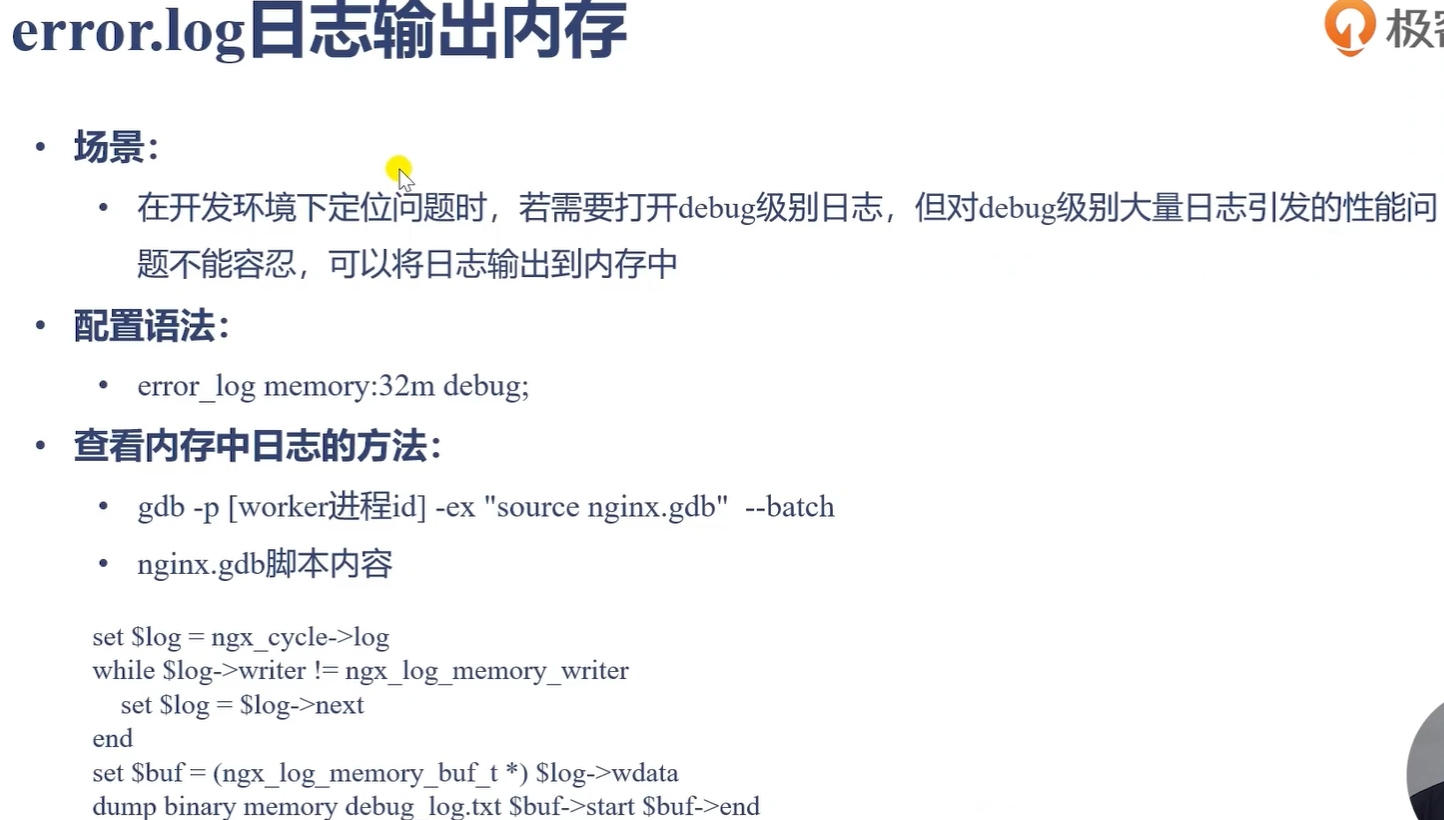 error.log日志输出内存
极客
• 场景：
• 在开发环境下定位问题时，若需要打开debug级别日志，但对debug级别大量日志引发的性能问
题不能容忍，可以将日志输出到内存中
• 配置语法：
• error_log memory:32m debug;
• 查看内存中日志的方法：
• gdb -p [worker进程id] -ex "source nginx.gdb" --batch
• nginx.gdb脚本内容
set $log = ngx_cycle->log
while $log->writer != ngx_log_memory_writer
set $log = $log->next
end
set $buf = (ngx_log_memory_buf_t *) $log->wdata
dump binary memory debug_log.txt $buf->start $buf->end